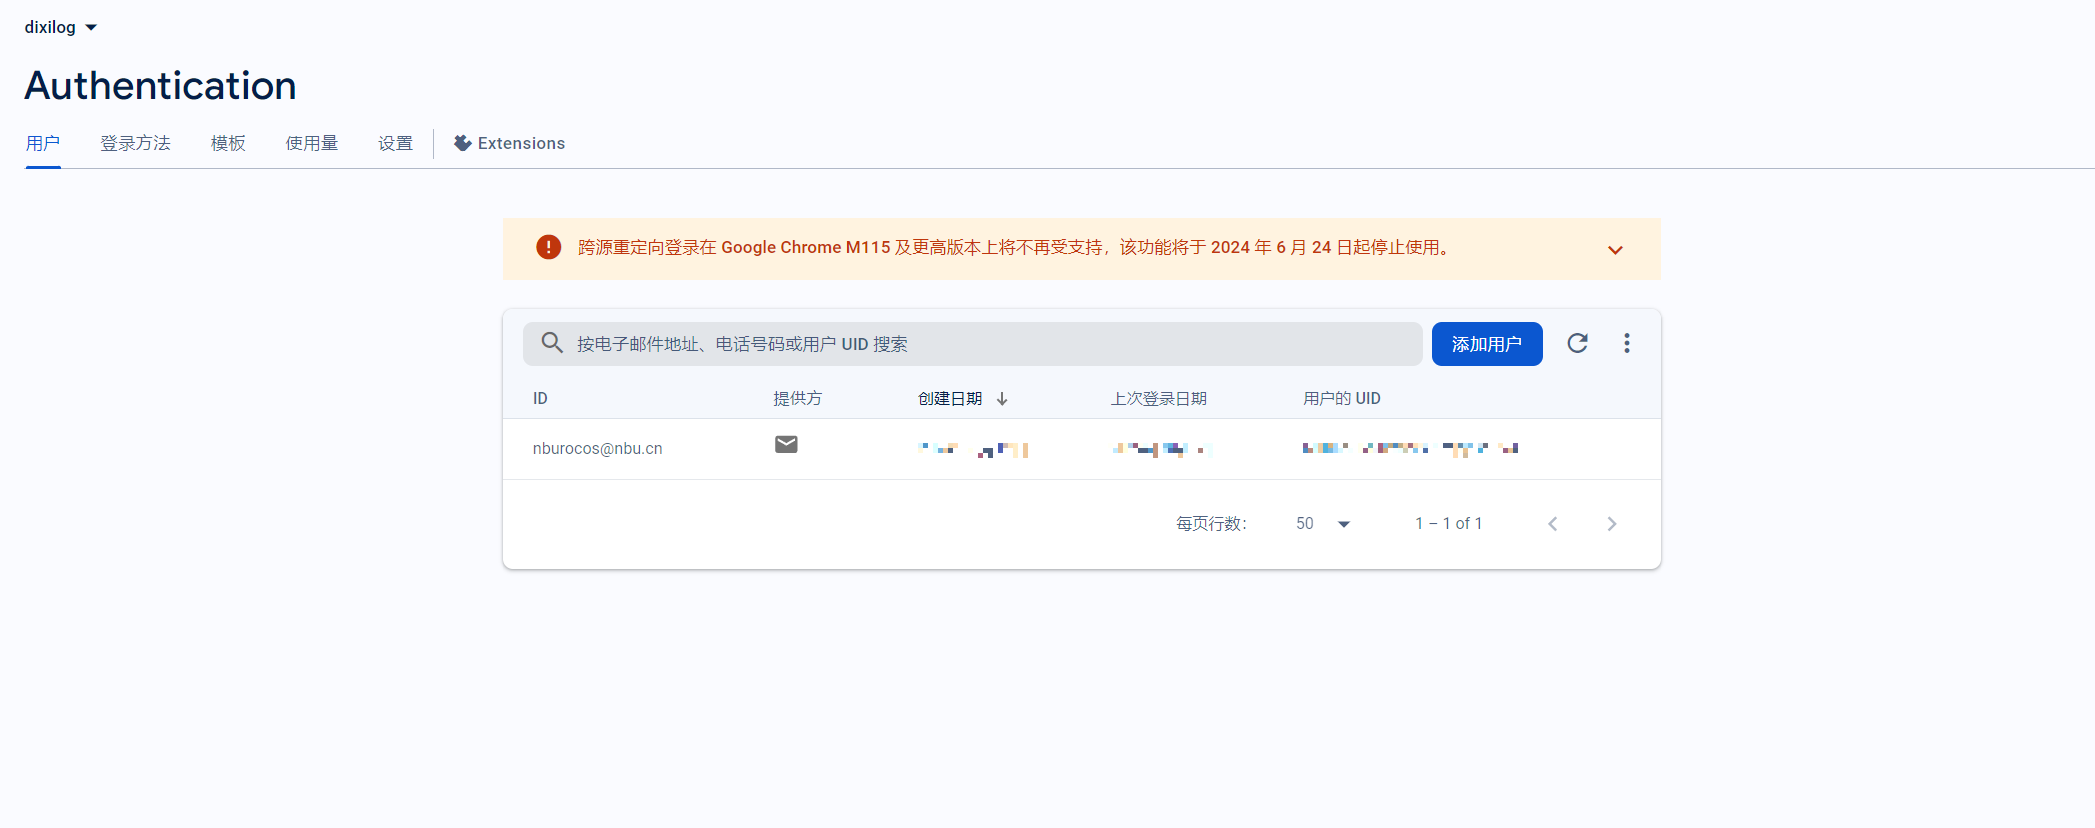 dixilog
Authentication
用户 登录方法 模板 使用量 设置 Extensions
跨源重定向登录在 Google Chrome M115 及更高版本上将不再受支持，该功能将于 2024 年 6 月 24 日起停止使用。
按电子邮件地址、电话号码或用户 UID 搜索 添加用户
ID 提供方 创建日期 上次登录日期 用户的 UID
nburocos@nbu.cn
每页行数： 50 1 – 1 of 1